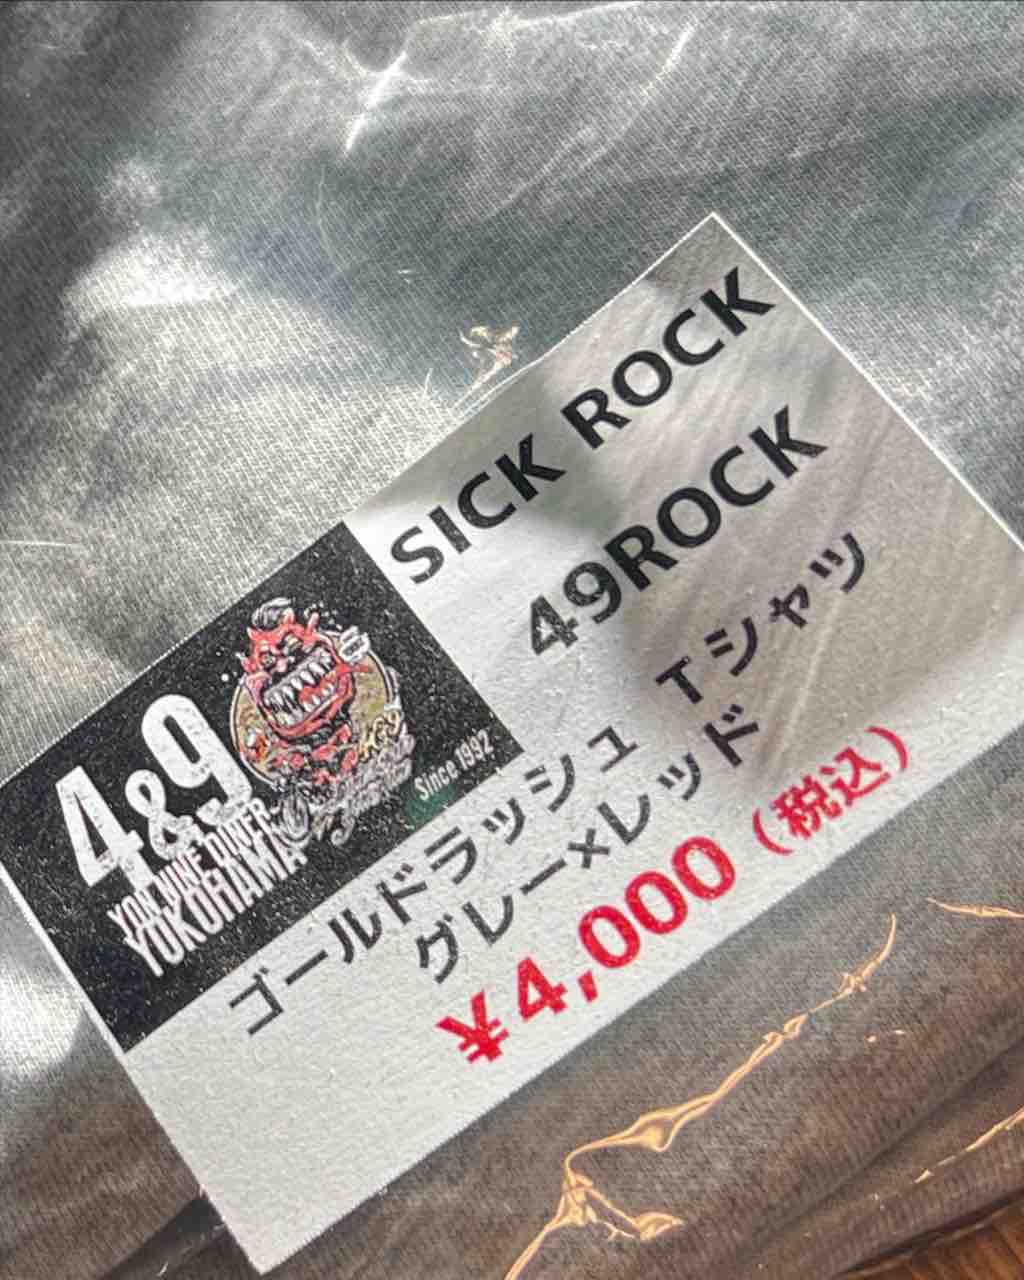 SICK ROCK
49ROCK
ゴールドラッシュ Tシャツ
グレー×レッド
¥4,000（税込）
4&9
YON NINE DINER
YOKOHAMA
Since 1992